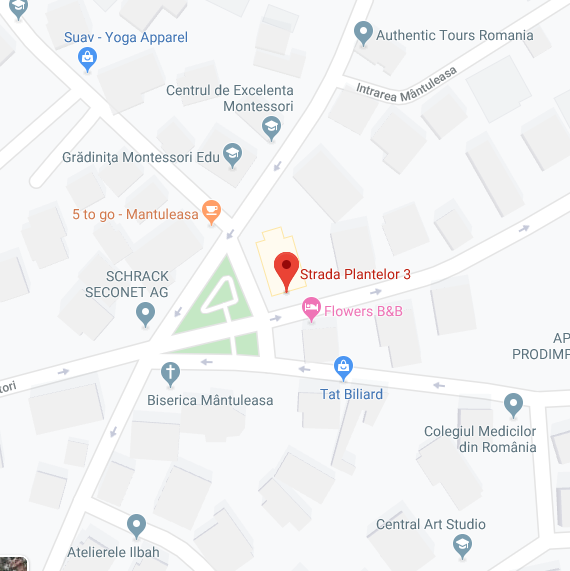 Authentic Tours Romania
Suav - Yoga Apparel
Intrarea Mântuleasa
Centrul de Excelenta
Montessori
Grădiniţa Montessori Edu
5 to go - Mantuleasa
Strada Plantelor 3
SCHRACK
SECONET AG
Flowers B&B
AP
PRODIMP
tori
Tat Biliard
Biserica Mântuleasa
Colegiul Medicilor
din România
Central Art Studio
Atelierele Ilbah